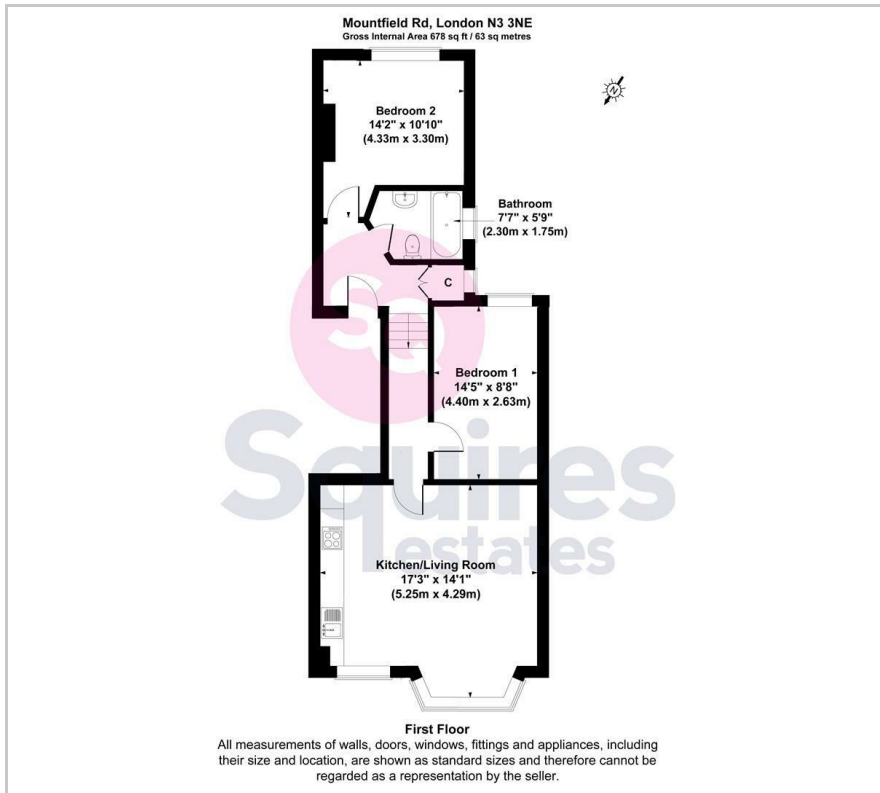 Mountfield Rd, London N3 3NE
Gross Internal Area 678 sq ft / 63 sq metres
N
Bedroom 2
14'2" x 10'10"
(4.33m x 3.30m)
Bathroom
7'7" x 5'9"
(2.30m x 1.75m)
C
SQ
Bedroom 1
14'5" x 8'8"
(4.40m x 2.63m)
Squires
estates
Kitchen/Living Room
17'3" x 14'1"
(5.25m x 4.29m)
First Floor
All measurements of walls, doors, windows, fittings and appliances, including
their size and location, are shown as standard sizes and therefore cannot be
regarded as a representation by the seller.